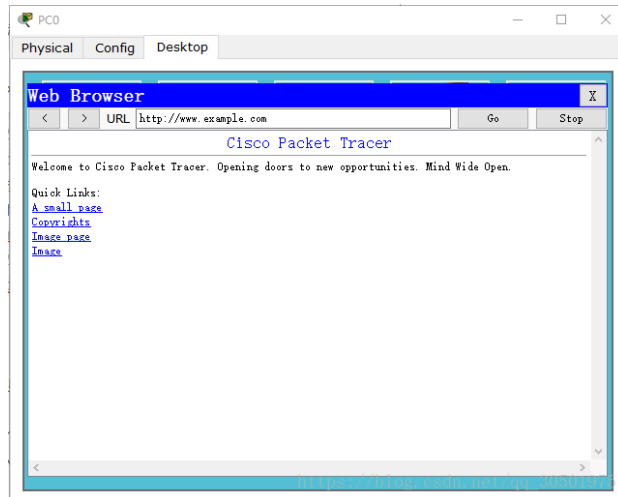 PC0
Physical Config Desktop
Web Browser X
< > URL http://www.example.com Go Stop
Cisco Packet Tracer
Welcome to Cisco Packet Tracer. Opening doors to new opportunities. Mind Wide Open.
Quick Links:
A small page
Copyrights
Image page
Image
https://blog.csdn.net/qq_30501975